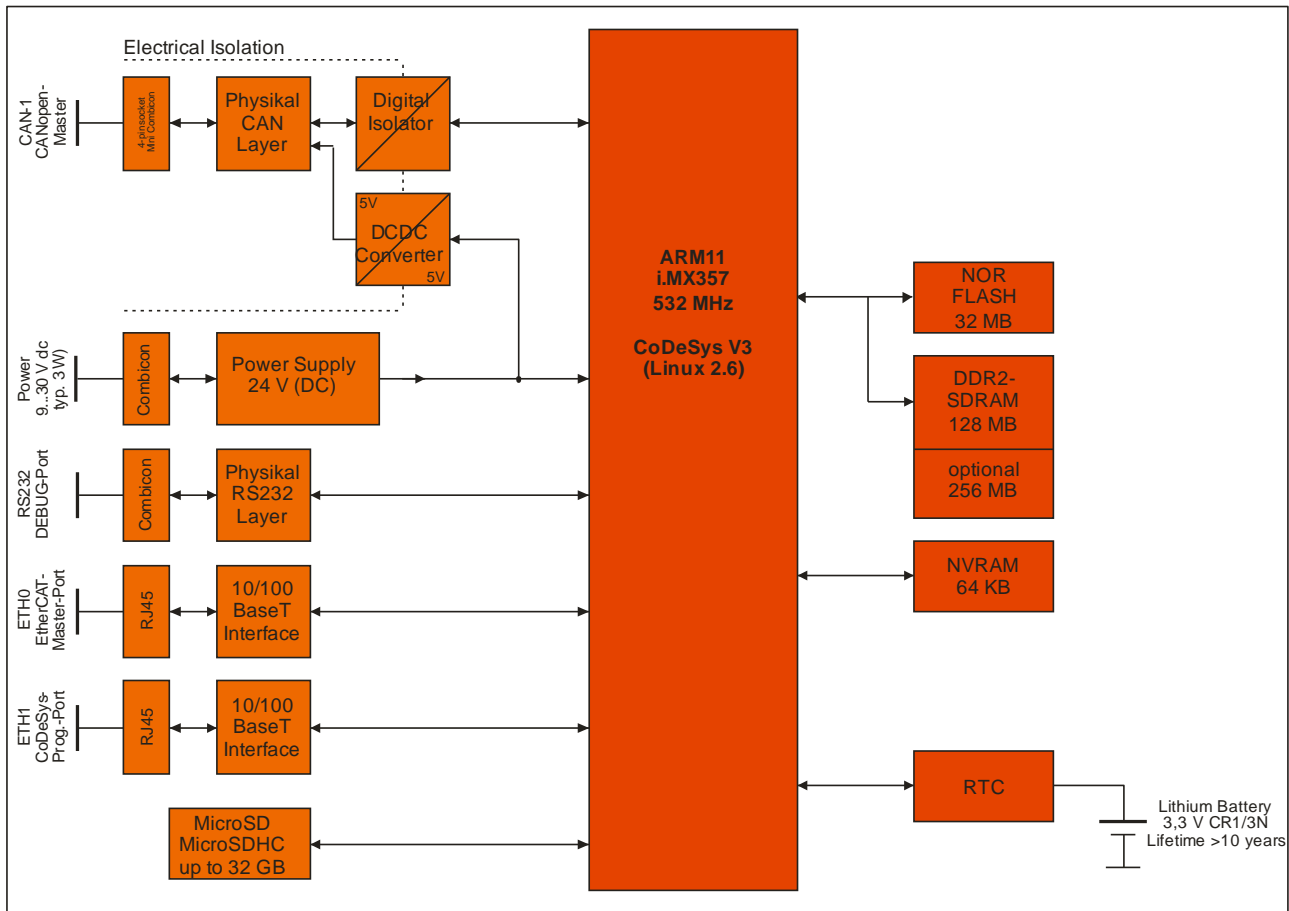 Electrical Isolation
CAN-1
CANopen-
Master
4-pinsocket
Mini Combicon
Physikal
CAN
Layer
Digital
Isolator
5V
DCDC
Converter
5V
Power
9...30 V dc
typ. 3 W)
Combicon
Power Supply
24 V (DC)
RS232
DEBUG-Port
Combicon
Physikal
RS232
Layer
ETH0
EtherCAT-
Master-Port
RJ45
10/100
BaseT
Interface
ETH1
CoDeSys-
Prog.-Port
RJ45
10/100
BaseT
Interface
MicroSD
MicroSDHC
up to 32 GB
ARM11
i.MX357
532 MHz
CoDeSys V3
(Linux 2.6)
NOR
FLASH
32 MB
DDR2-
SDRAM
128 MB
optional
256 MB
NVRAM
64 KB
RTC
Lithium Battery
3,3 V CR1/3N
Lifetime >10 years